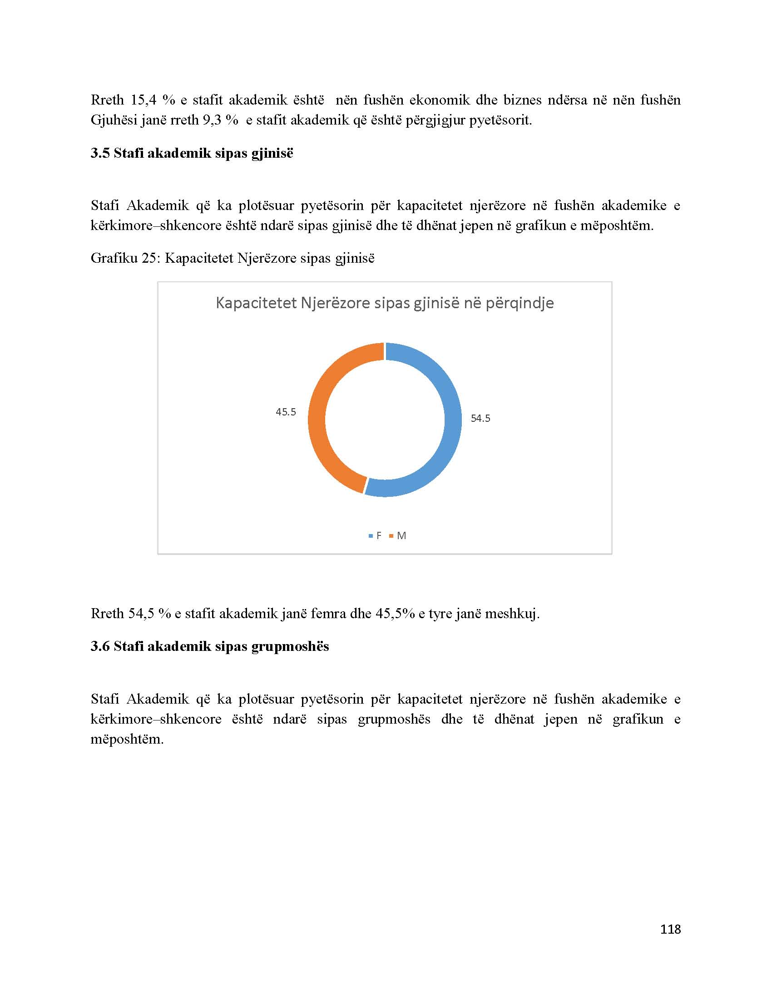 Rreth 15,4 % e stafit akademik është nën fushën ekonomik dhe biznes ndërsa në nën fushën
Gjuhësi janë rreth 9,3 % e stafit akademik që është përgjigjur pyetësorit.
3.5 Stafi akademik sipas gjinisë
Stafi Akademik që ka plotësuar pyetësorin për kapacitetet njerëzore në fushën akademike e
kërkimore–shkencore është ndarë sipas gjinisë dhe të dhënat jepen në grafikun e mëposhtëm.
Grafiku 25: Kapacitetet Njerëzore sipas gjinisë
Kapacitetet Njerëzore sipas gjinisë në përqindje
45.5
54.5
F M
Rreth 54,5 % e stafit akademik janë femra dhe 45,5% e tyre janë meshkuj.
3.6 Stafi akademik sipas grupmoshës
Stafi Akademik që ka plotësuar pyetësorin për kapacitetet njerëzore në fushën akademike e
kërkimore–shkencore është ndarë sipas grupmoshës dhe të dhënat jepen në grafikun e
mëposhtëm.
118